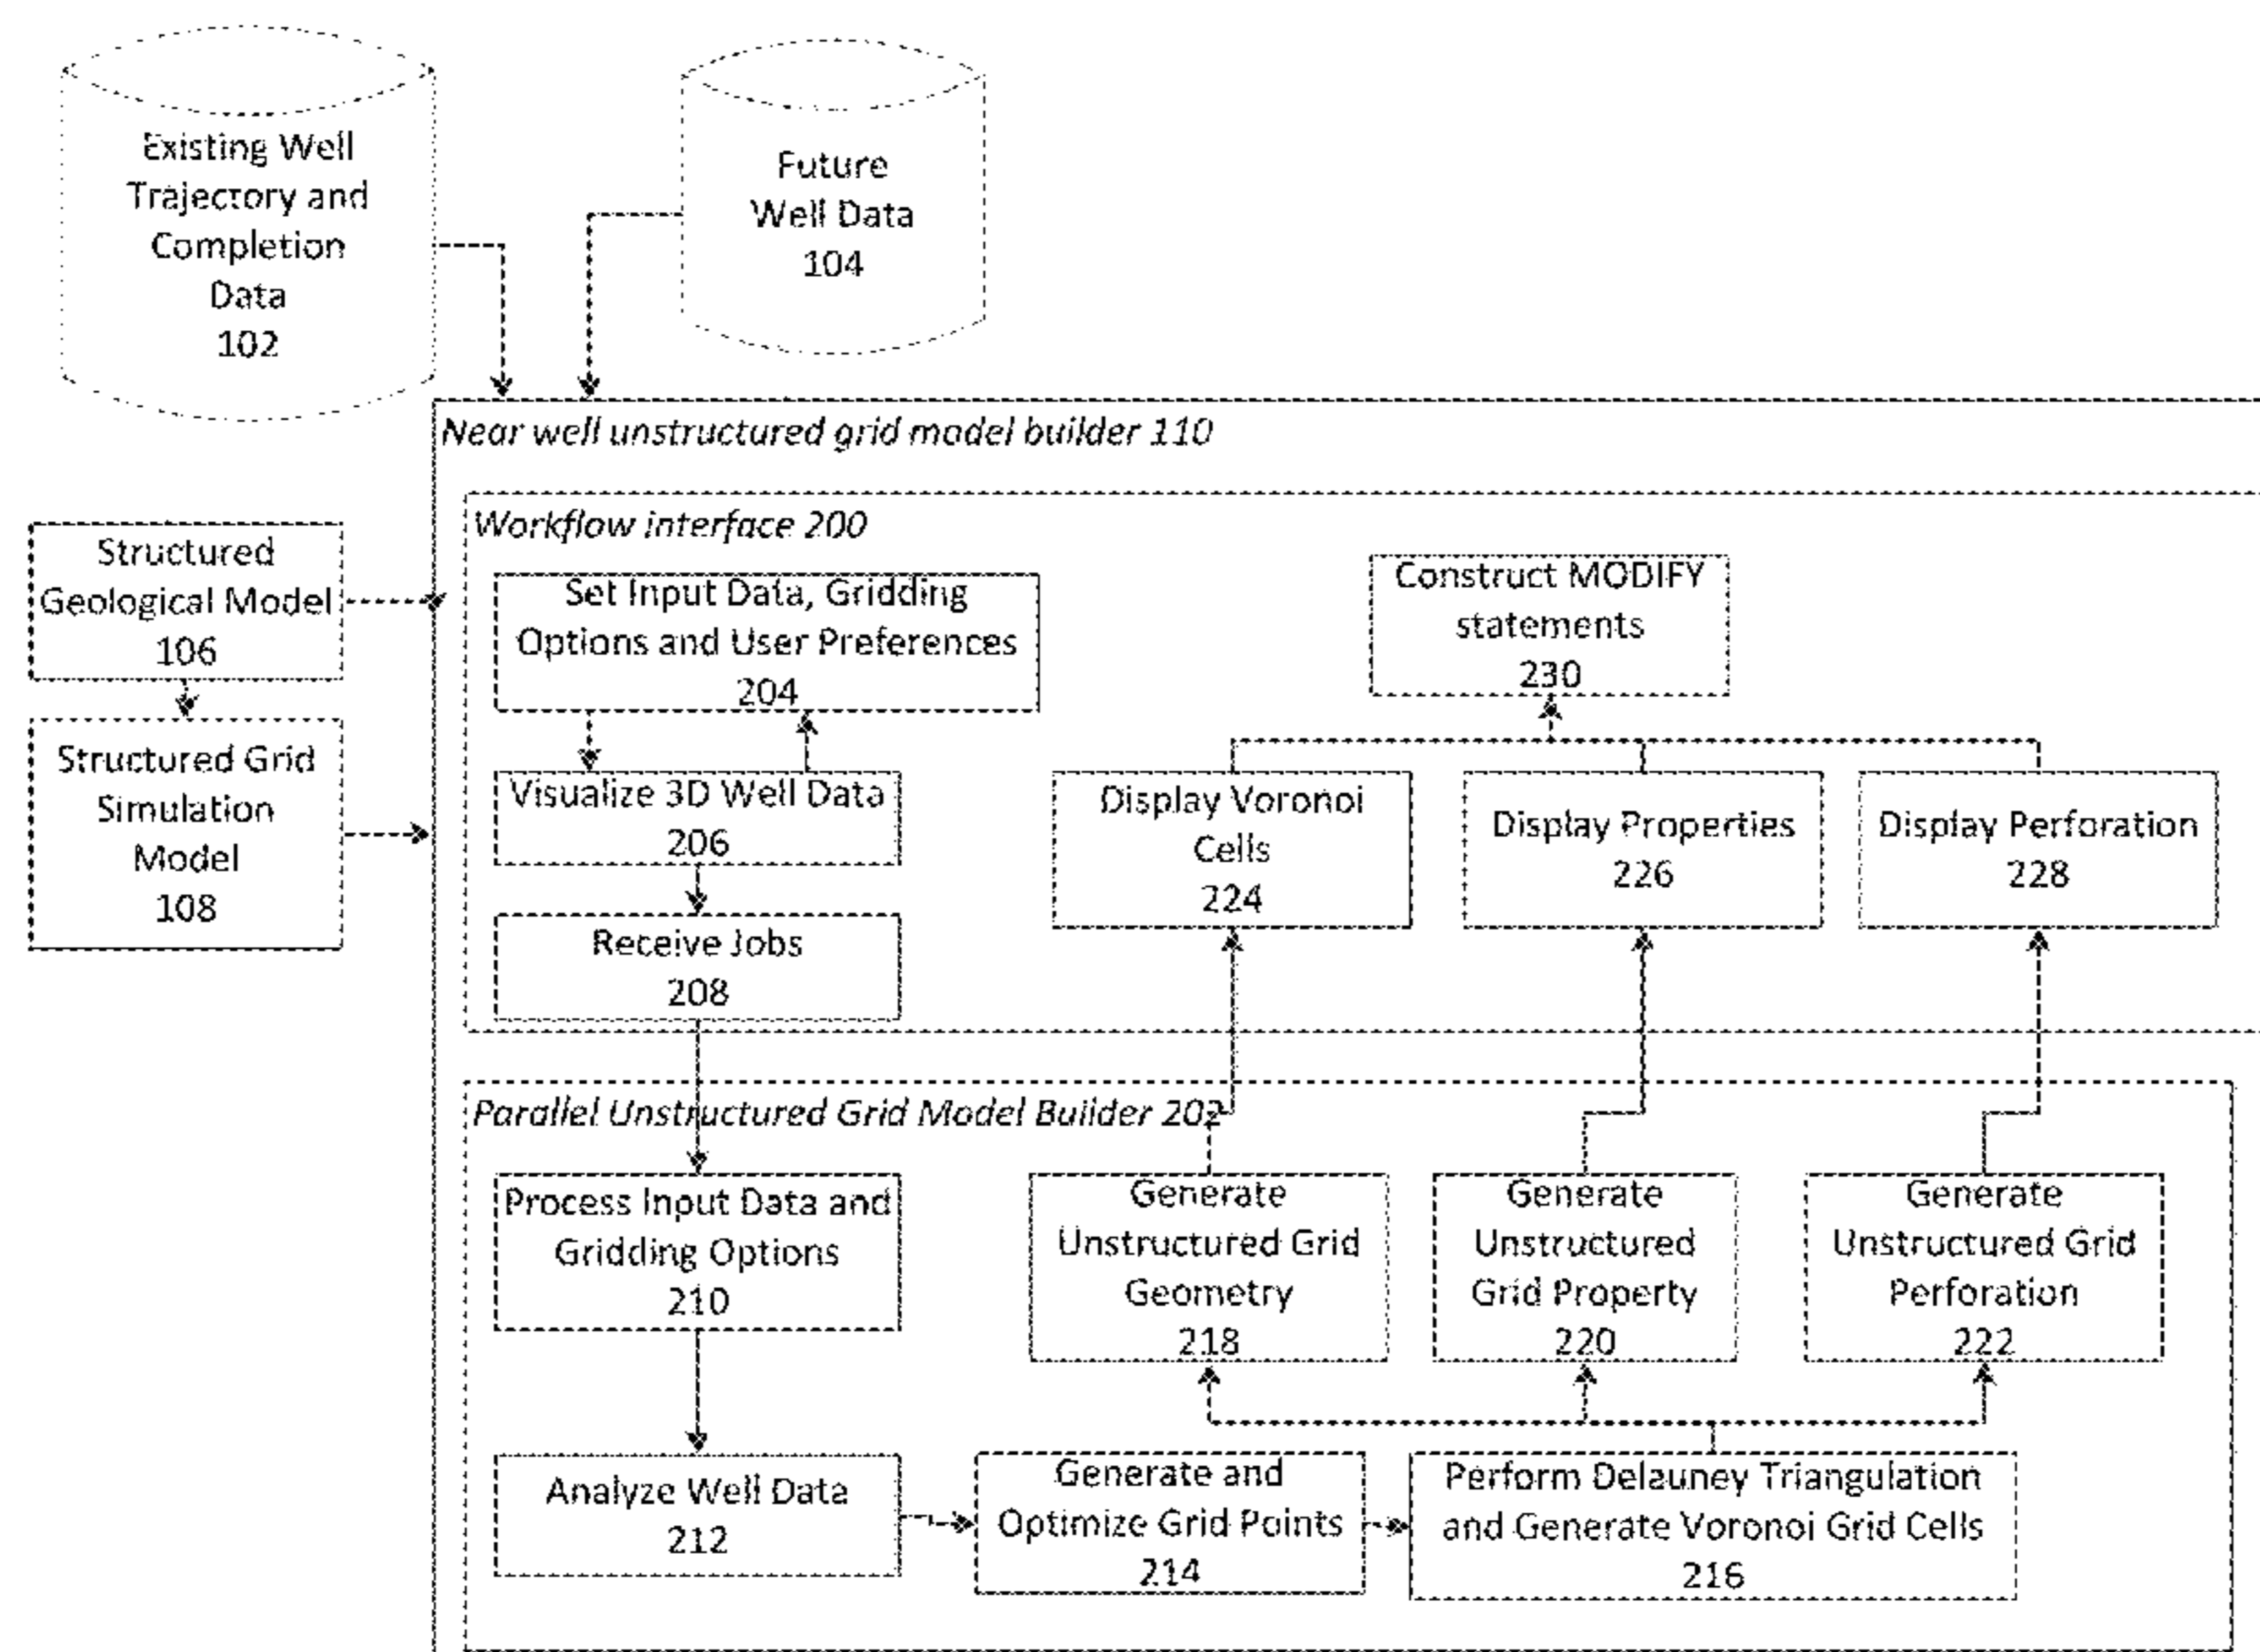 Existing Well
Trajectory and
Completion
Data
102
Future
Well Data
104
Near well unstructured grid model builder 110
Structured
Geological Model
106
Structured Grid
Simulation
Model
108
Workflow interface 200
Set Input Data, Gridding
Options and User Preferences
204
Visualize 3D Well Data
206
Receive Jobs
208
Construct MODIFY
statements
230
Display Voronoi
Cells
224
Display Properties
226
Display Perforation
228
Parallel Unstructured Grid Model Builder 202
Process Input Data and
Gridding Options
210
Generate
Unstructured Grid
Geometry
218
Generate
Unstructured
Grid Property
220
Generate
Unstructured Grid
Perforation
222
Analyze Well Data
212
Generate and
Optimize Grid Points
214
Perform Delauney Triangulation
and Generate Voronoi Grid Cells
216